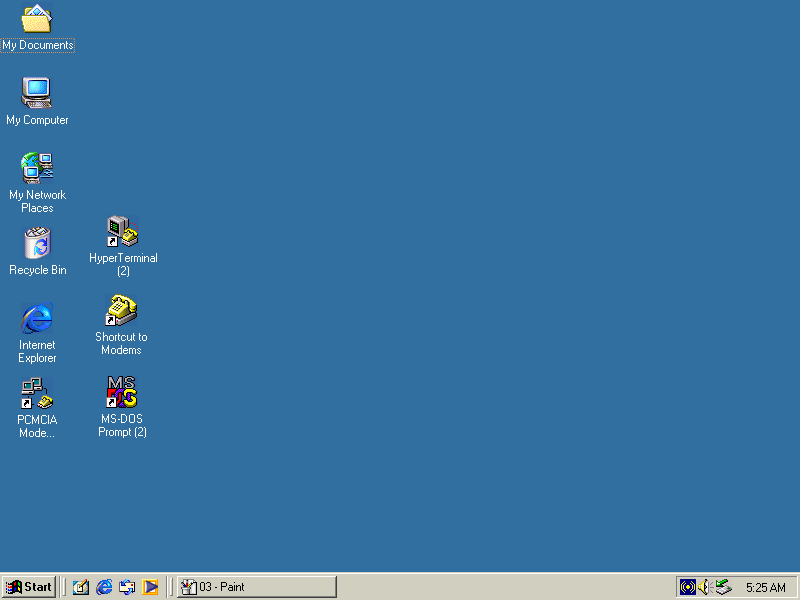 My Documents
My Computer
My Network
Places
Recycle Bin
Internet
Explorer
PCMCIA
Mode...
HyperTerminal
(2)
Shortcut to
Modems
MS
MS-DOS
Prompt (2)
Start
03 - Paint
5:25 AM